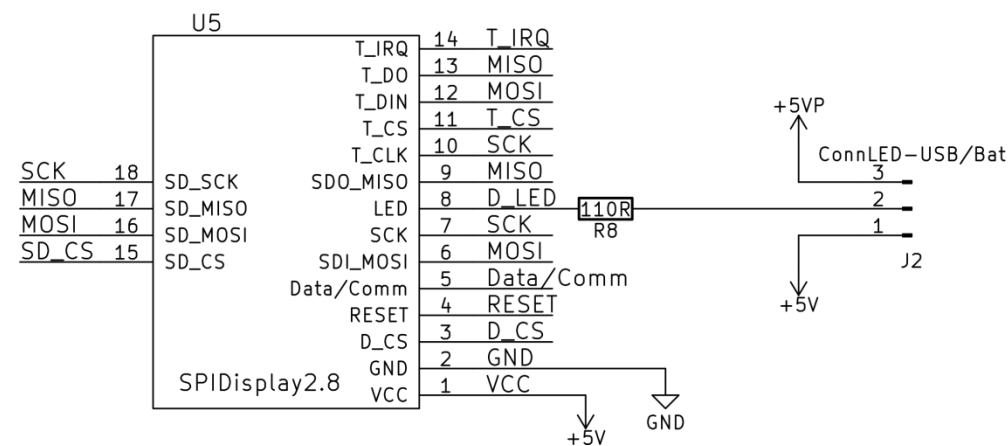 U5
T_IRQ 14 T_IRQ
T_DO 13 MISO
T_DIN 12 MOSI
T_CS 11 T_CS
T_CLK 10 SCK
SCK 18 SD_SCK SDO_MISO 9 MISO
MISO 17 SD_MISO LED 8 D_LED 110R
R8
MOSI 16 SD_MOSI SCK 7 SCK
SD_CS 15 SD_CS SDI_MOSI 6 MOSI
Data/Comm 5 Data/Comm
RESET 4 RESET
D_CS 3 D_CS
GND 2 GND
SPIDisplay2.8 VCC 1 VCC
+5V
GND
+5VP
ConnLED-USB/Bat
3
2
1
J2
+5V